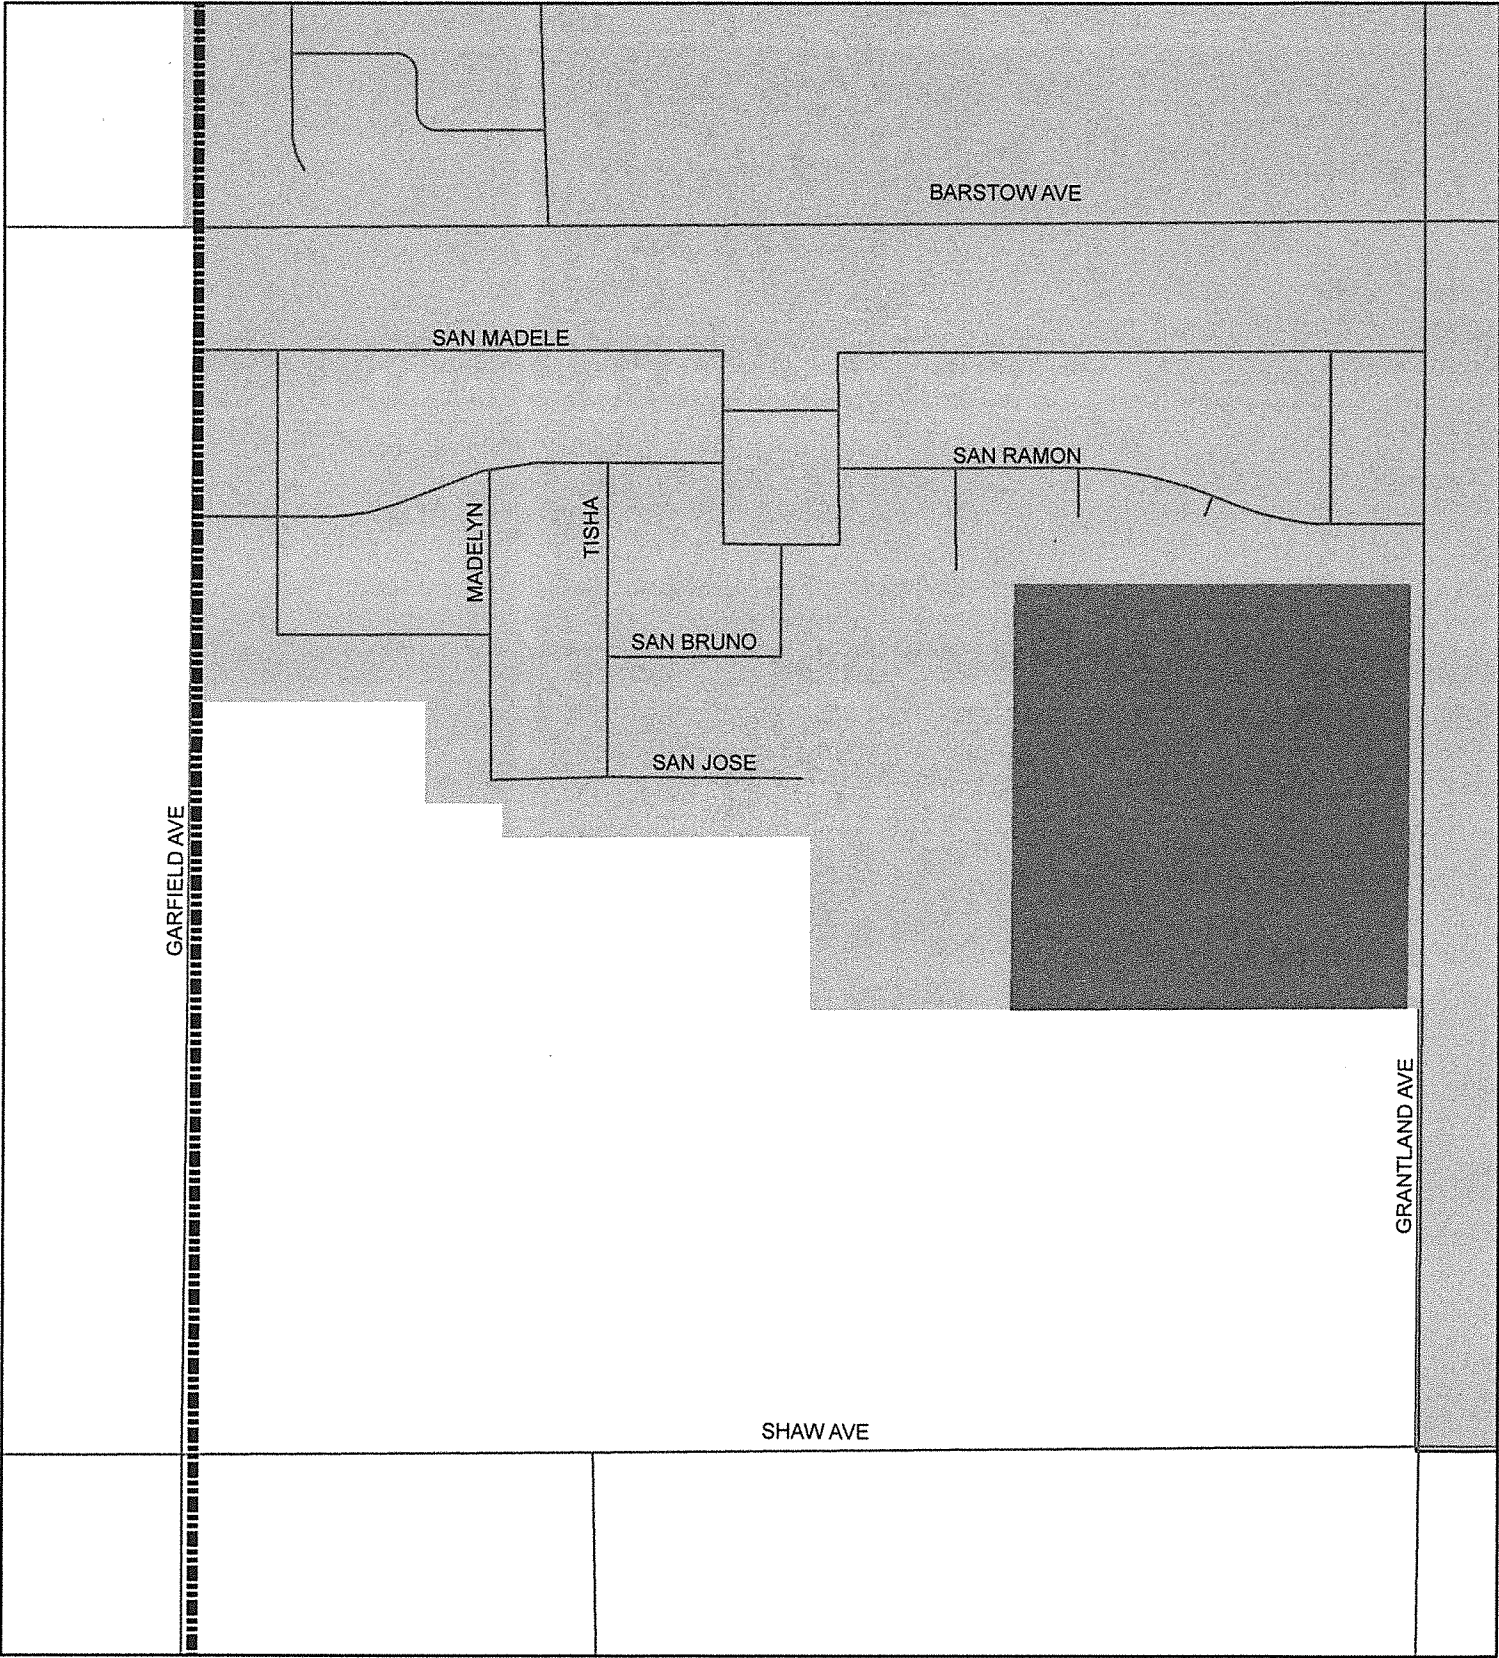 BARSTOW AVE
SAN MADELE
SAN RAMON
MADELYN
TISHA
SAN BRUNO
SAN JOSE
GARFIELD AVE
GRANTLAND AVE
SHAW AVE